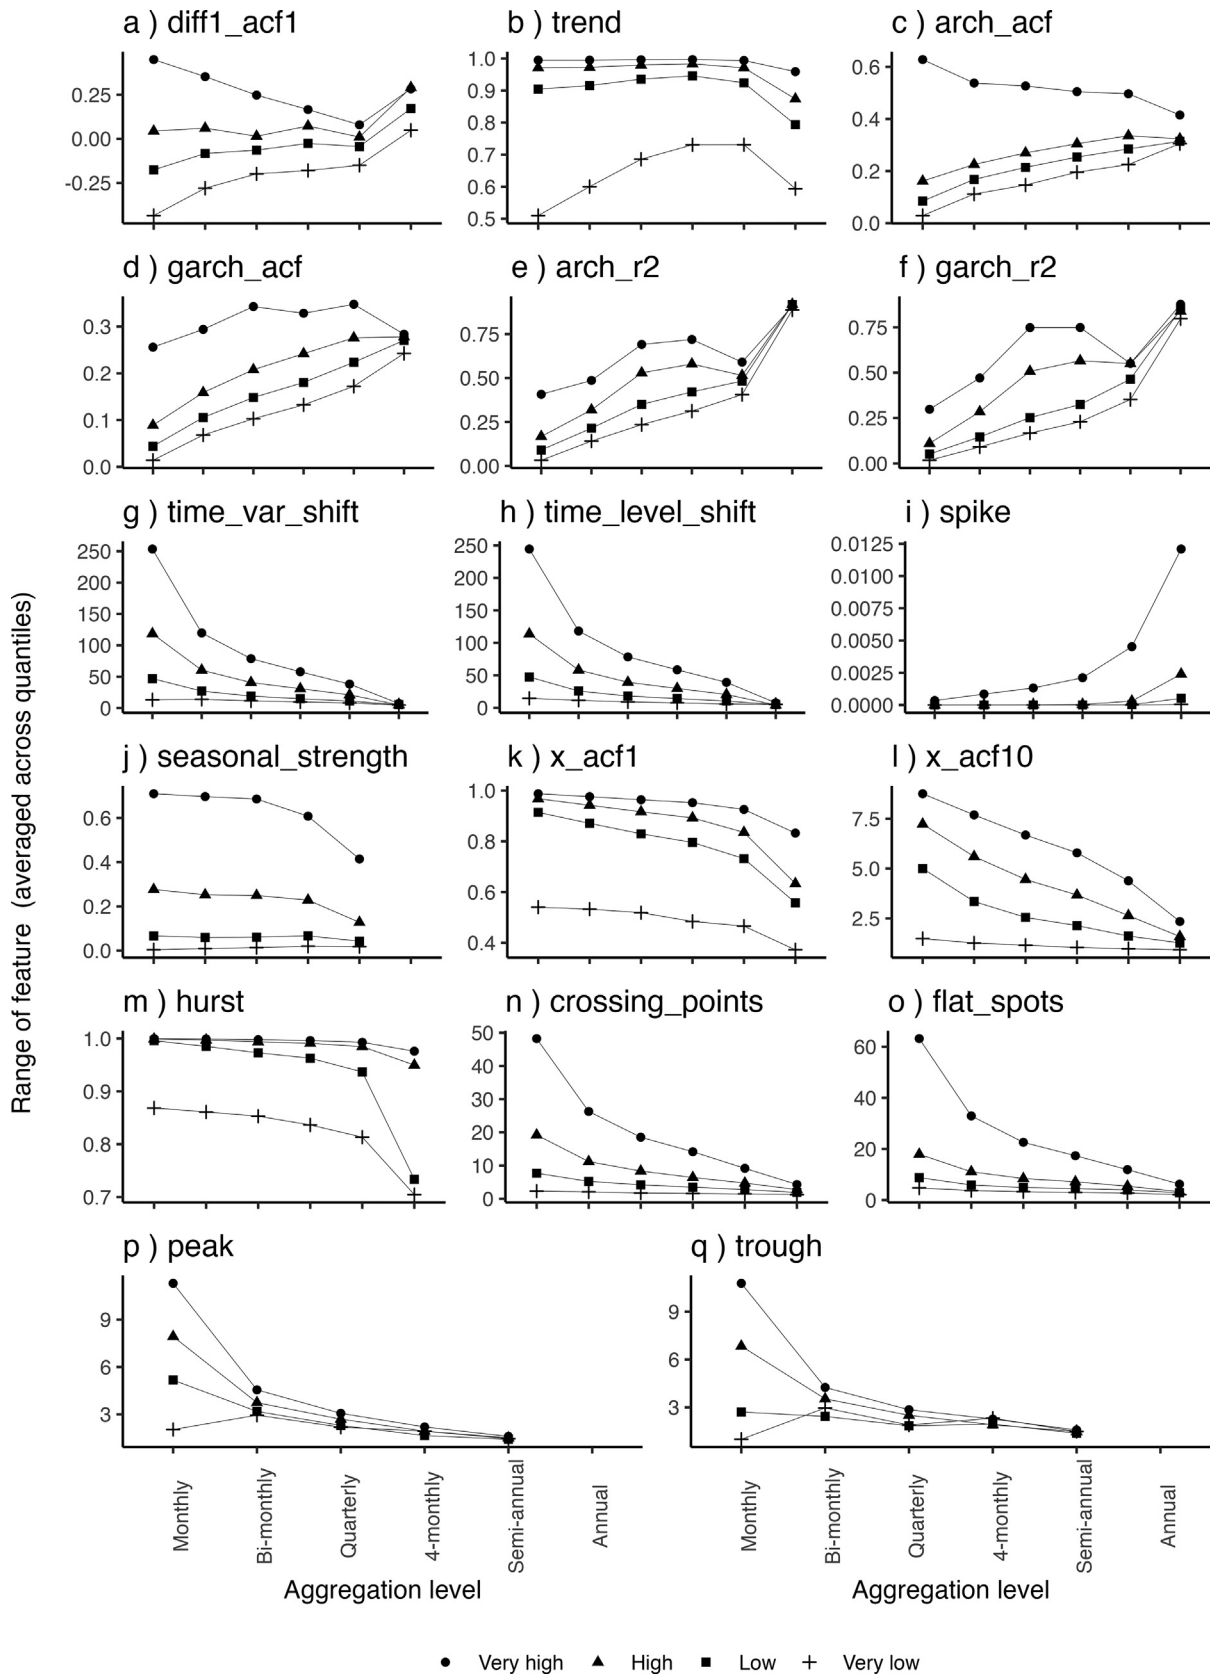 a ) diff1_acf1
b ) trend
c ) arch_acf
0.25
0.00
-0.25
1.0
0.9
0.8
0.7
0.6
0.5
0.6
0.4
0.2
0.0
d ) garch_acf
e ) arch_r2
f ) garch_r2
0.3
0.2
0.1
0.0
0.75
0.50
0.25
0.00
0.75
0.50
0.25
0.00
g ) time_var_shift
h ) time_level_shift
i ) spike
250
200
150
100
50
0
250
200
150
100
50
0
0.0125
0.0100
0.0075
0.0050
0.0025
0.0000
Range of feature (averaged across quantiles)
j ) seasonal_strength
k ) x_acf1
l ) x_acf10
0.6
0.4
0.2
0.0
1.0
0.8
0.6
0.4
7.5
5.0
2.5
m ) hurst
n ) crossing_points
o ) flat_spots
1.0
0.9
0.8
0.7
50
40
30
20
10
0
60
40
20
0
p ) peak
q ) trough
9
6
3
9
6
3
Monthly
Bi-monthly
Quarterly
4-monthly
Semi-annual
Annual
Monthly
Bi-monthly
Quarterly
4-monthly
Semi-annual
Annual
Aggregation level
Aggregation level
Very high
High
Low
Very low